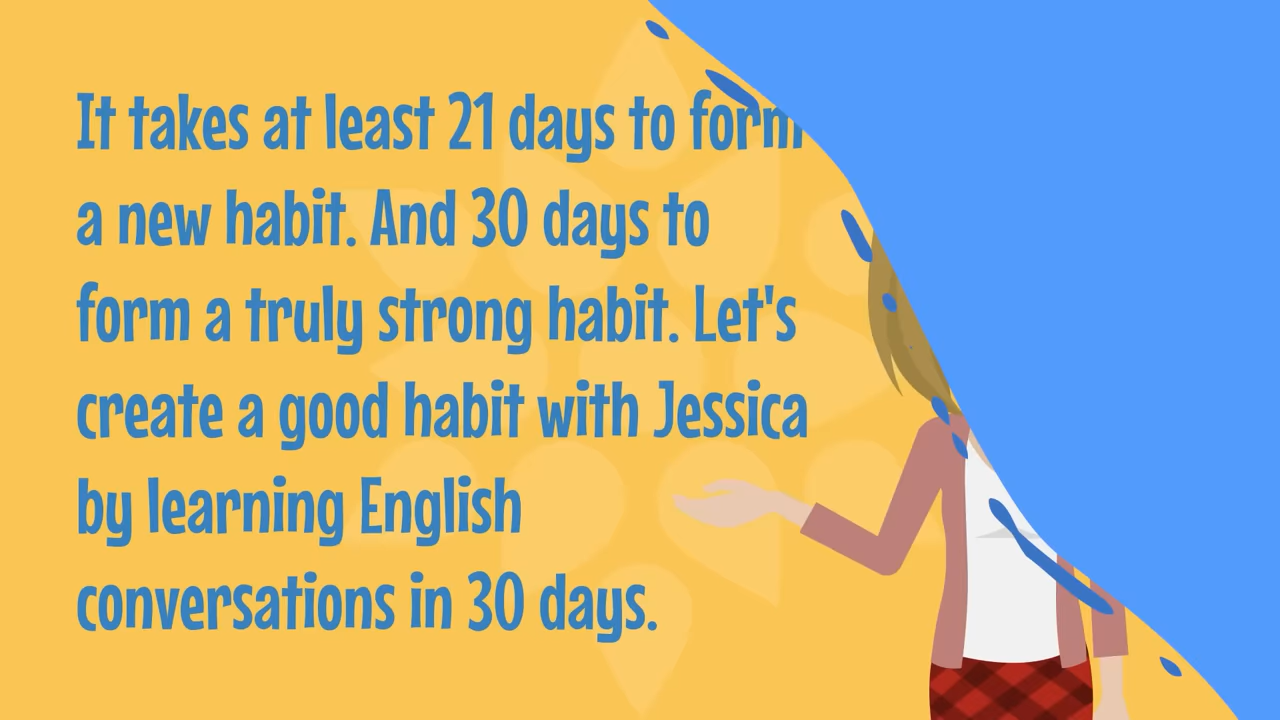 It takes at least 21 days to form
a new habit. And 30 days to
form a truly strong habit. Let's
create a good habit with Jessica
by learning English
conversations in 30 days.